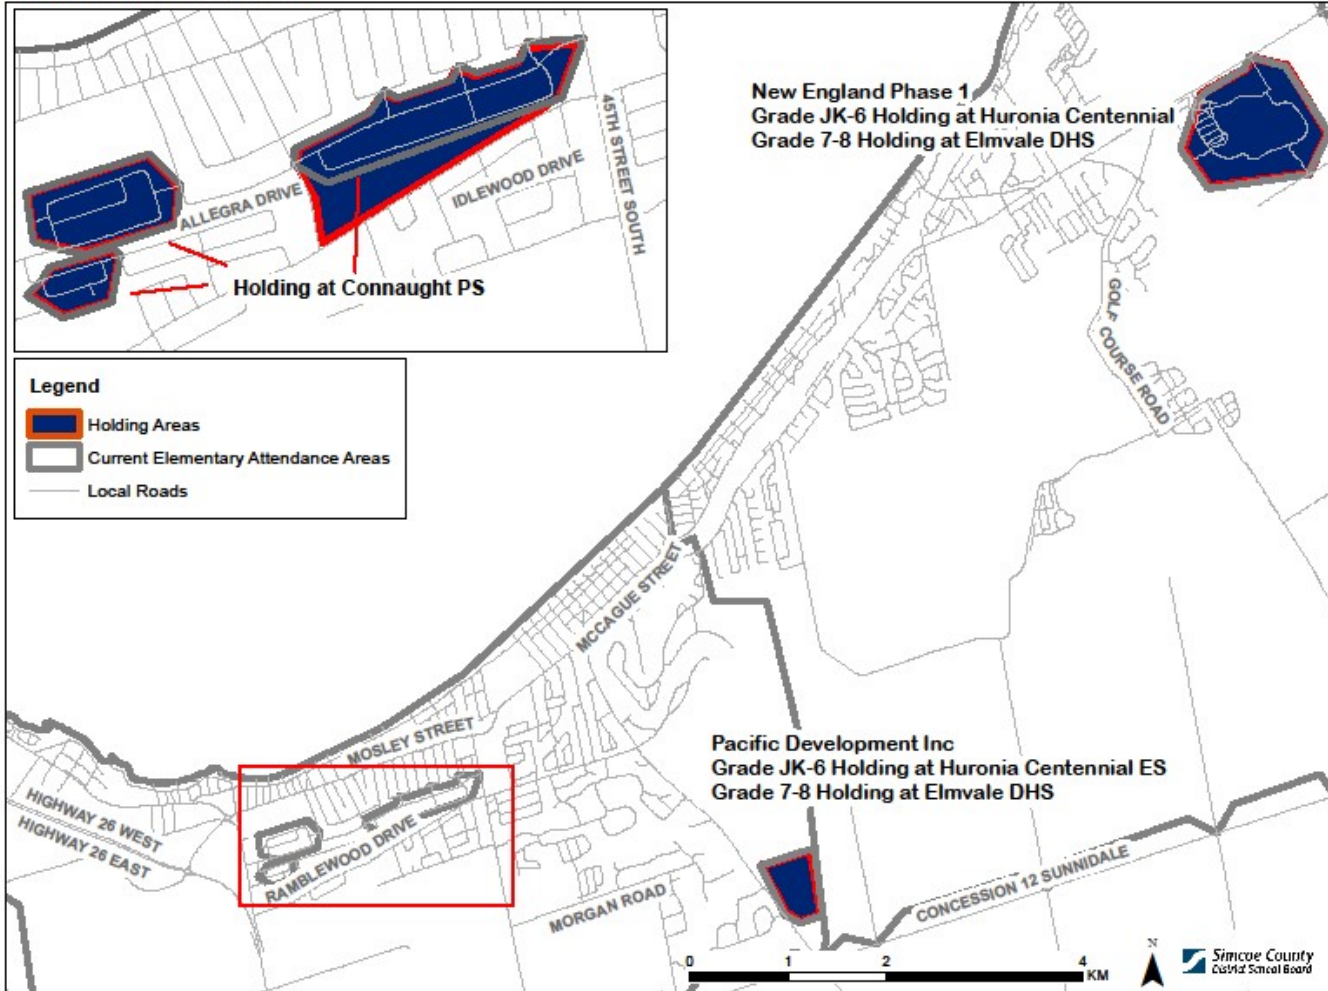 New England Phase 1
Grade JK-6 Holding at Huronia Centennial
Grade 7-8 Holding at Elmvale DHS
45TH STREET SOUTH
IDLEWOOD DRIVE
ALLEGRA DRIVE
Holding at Connaught PS
Legend
Holding Areas
Current Elementary Attendance Areas
Local Roads
GOLF COURSE ROAD
MCCAGUE STREET
MOSLEY STREET
Pacific Development Inc
Grade JK-6 Holding at Huronia Centennial ES
Grade 7-8 Holding at Elmvale DHS
HIGHWAY 26 WEST
HIGHWAY 26 EAST
RAMBLEWOOD DRIVE
MORGAN ROAD
CONCESSION 12 SUNNIDALE
0 1 2 4
KM
N
Simcoe County
District School Board